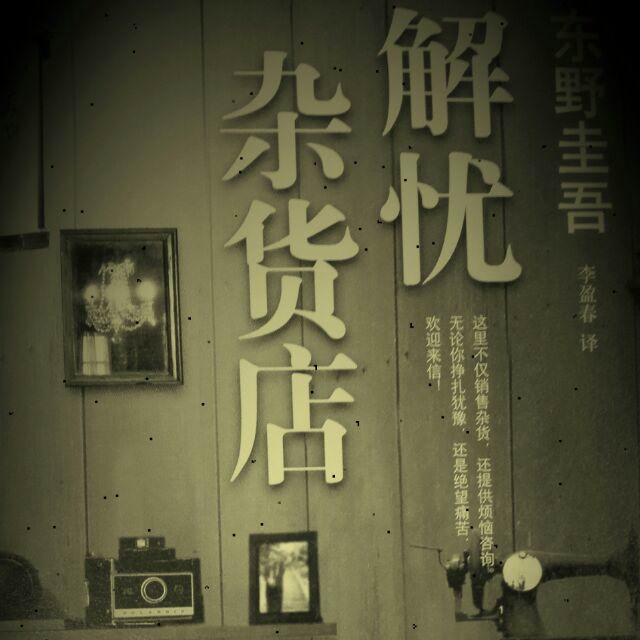 东野圭吾
李盈春 译
解忧
杂货店
这里不仅销售杂货，还提供烦恼咨询。
无论你挣扎犹豫，还是绝望痛苦，
欢迎来信！